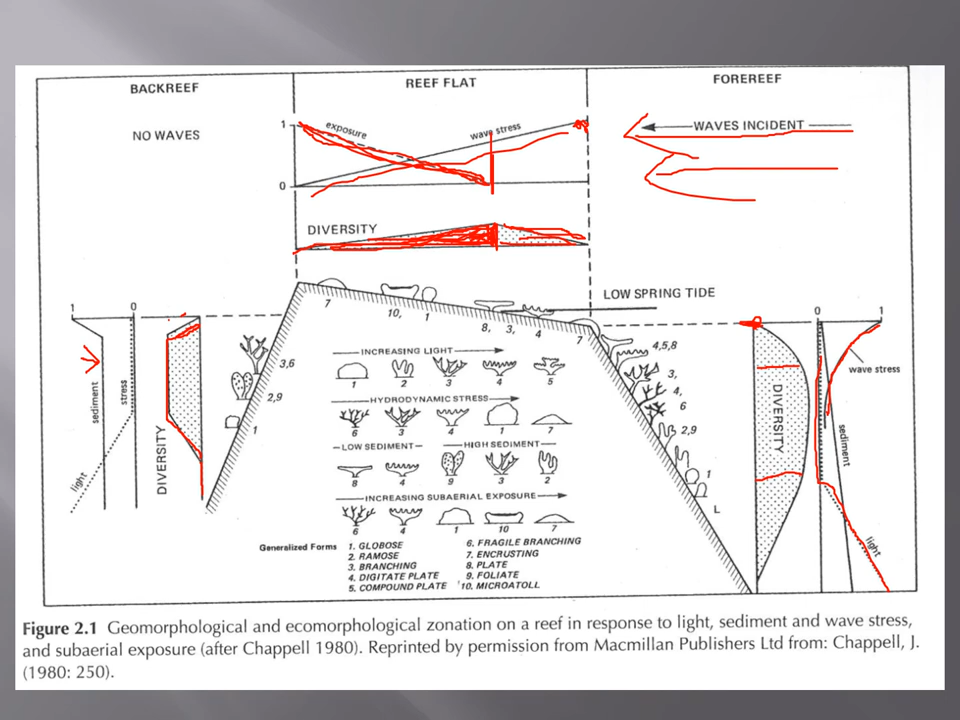 BACKREEF
REEF FLAT
FOREREEF
NO WAVES
1
exposure
wave stress
0
WAVES INCIDENT
DIVERSITY
LOW SPRING TIDE
1 0
7
10, 1
8, 3, 4
7
3,6
2,9
1
4,5,8
3,
4,
6
2,9
1
L
sediment
stress
light
DIVERSITY
INCREASING LIGHT
1 2 3 4 5
HYDRODYNAMIC STRESS
6 3 4 1 7
LOW SEDIMENT
HIGH SEDIMENT
8 4 9 3 2
INCREASING SUBAERIAL EXPOSURE
6 4 1 10 7
Generalized Forms
1. GLOBOSE
2. RAMOSE
3. BRANCHING
4. DIGITATE PLATE
5. COMPOUND PLATE
6. FRAGILE BRANCHING
7. ENCRUSTING
8. PLATE
9. FOLIATE
10. MICROATOLL
0 1
DIVERSITY
wave stress
sediment
light
Figure 2.1 Geomorphological and ecomorphological zonation on a reef in response to light, sediment and wave stress,
and subaerial exposure (after Chappell 1980). Reprinted by permission from Macmillan Publishers Ltd from: Chappell, J.
(1980: 250).